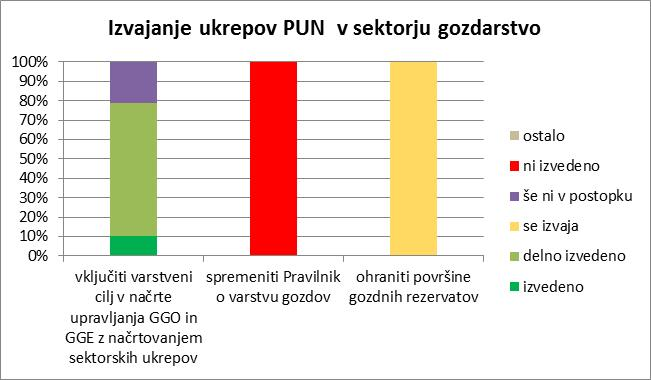 Izvajanje ukrepov PUN v sektorju gozdarstvo
100%
90%
80%
70%
60%
50%
40%
30%
20%
10%
0%
vključiti varstveni
cilj v načrte
upravljanja GGO in
GGE z načrtovanjem
sektorskih ukrepov
spremeniti Pravilnik
o varstvu gozdov
ohraniti površine
gozdnih rezervatov
ostalo
ni izvedeno
še ni v postopku
se izvaja
delno izvedeno
izvedeno